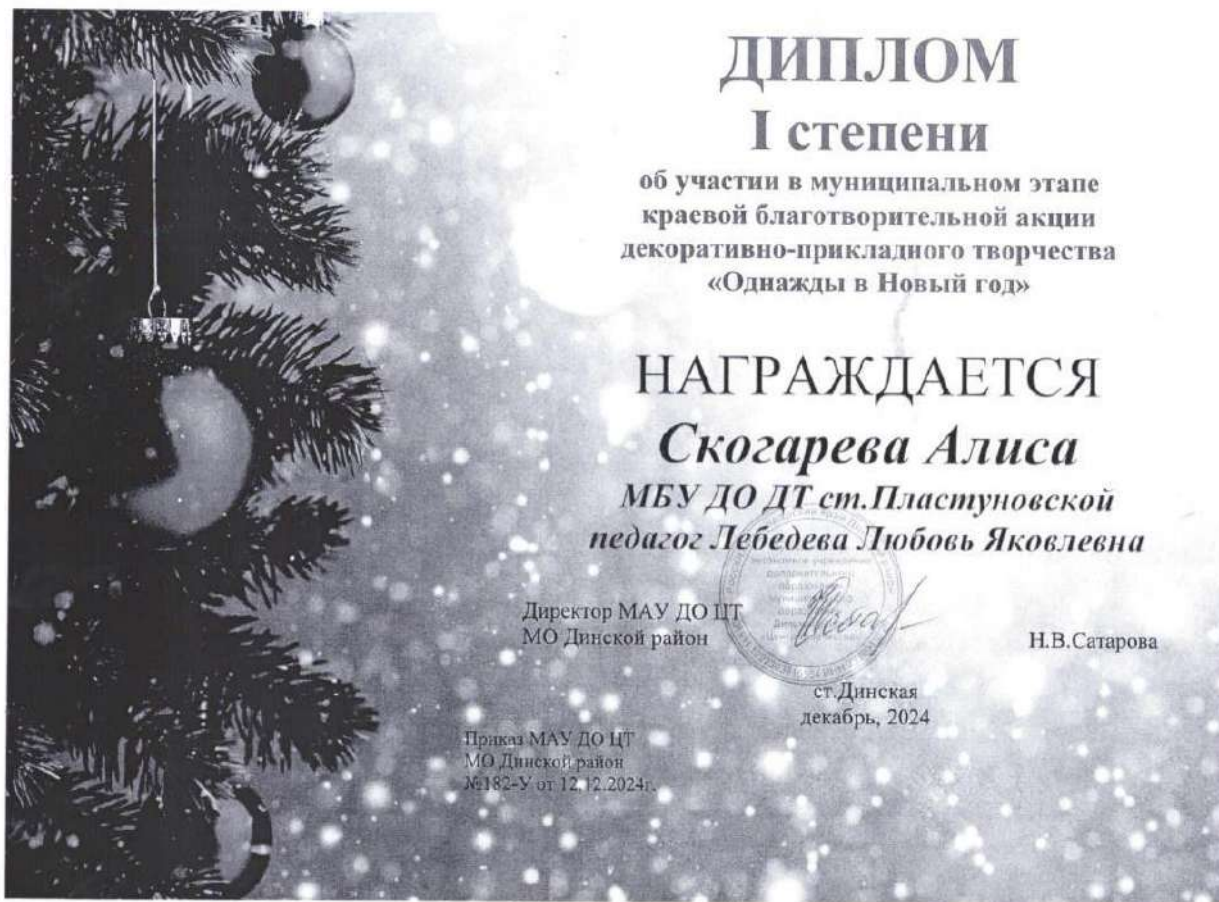 ДИПЛОМ
I степени
об участии в муниципальном этапе
краевой благотворительной акции
декоративно-прикладного творчества
«Однажды в Новый год»
НАГРАЖДАЕТСЯ
Скогарева Алиса
МБУ ДО ДТ ст.Пластуновской
педагог Лебедева Любовь Яковлевна
Директор МАУ ДО ЦТ
МО Динской район
Н.В.Сатарова
ст.Динская
декабрь, 2024
Приказ МАУ ДО ЦТ
МО Динской район
№182-У от 12.12.2024г.